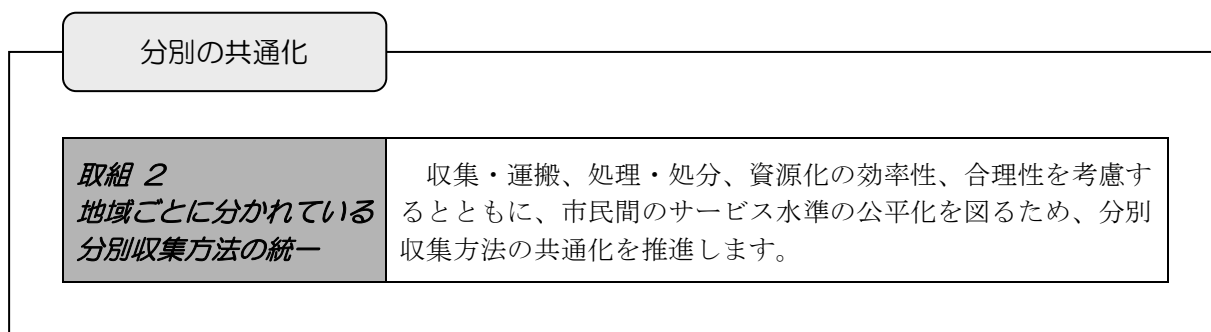 分別の共通化
取組 2
地域ごとに分かれている
分別収集方法の統一
収集・運搬、処理・処分、資源化の効率性、合理性を考慮す
るとともに、市民間のサービス水準の公平化を図るため、分別
収集方法の共通化を推進します。